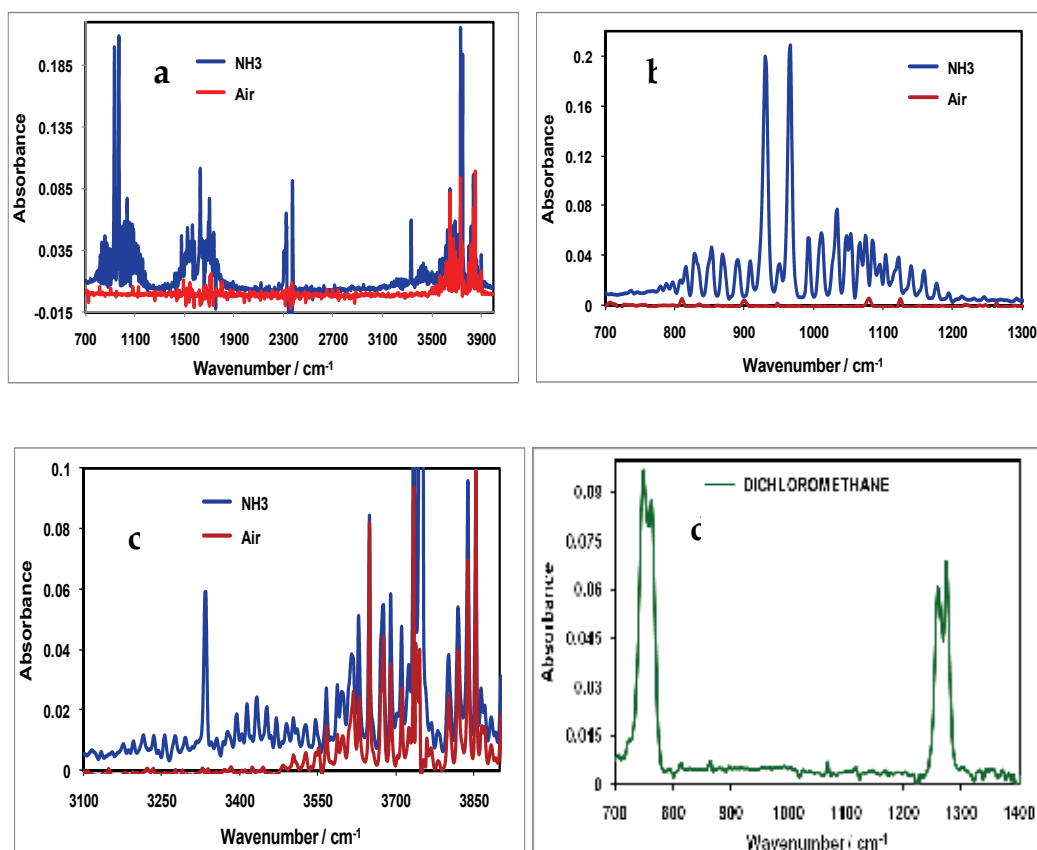 a
NH3
Air
Absorbance
0.185
0.135
0.085
0.035
-0.015
700 1100 1500 1900 2300 2700 3100 3500 3900
Wavenumber / cm-1
b
NH3
Air
Absorbance
0.2
0.16
0.12
0.08
0.04
0
700 800 900 1000 1100 1200 1300
Wavenumber / cm-1
c
NH3
Air
Absorbance
0.1
0.08
0.06
0.04
0.02
0
3100 3250 3400 3550 3700 3850
Wavenumber / cm-1
d
DICHLOROMETHANE
Absorbance
0.09
0.075
0.06
0.045
0.03
0.015
0
700 800 900 1000 1100 1200 1300 1400
Wavenumber / cm-1